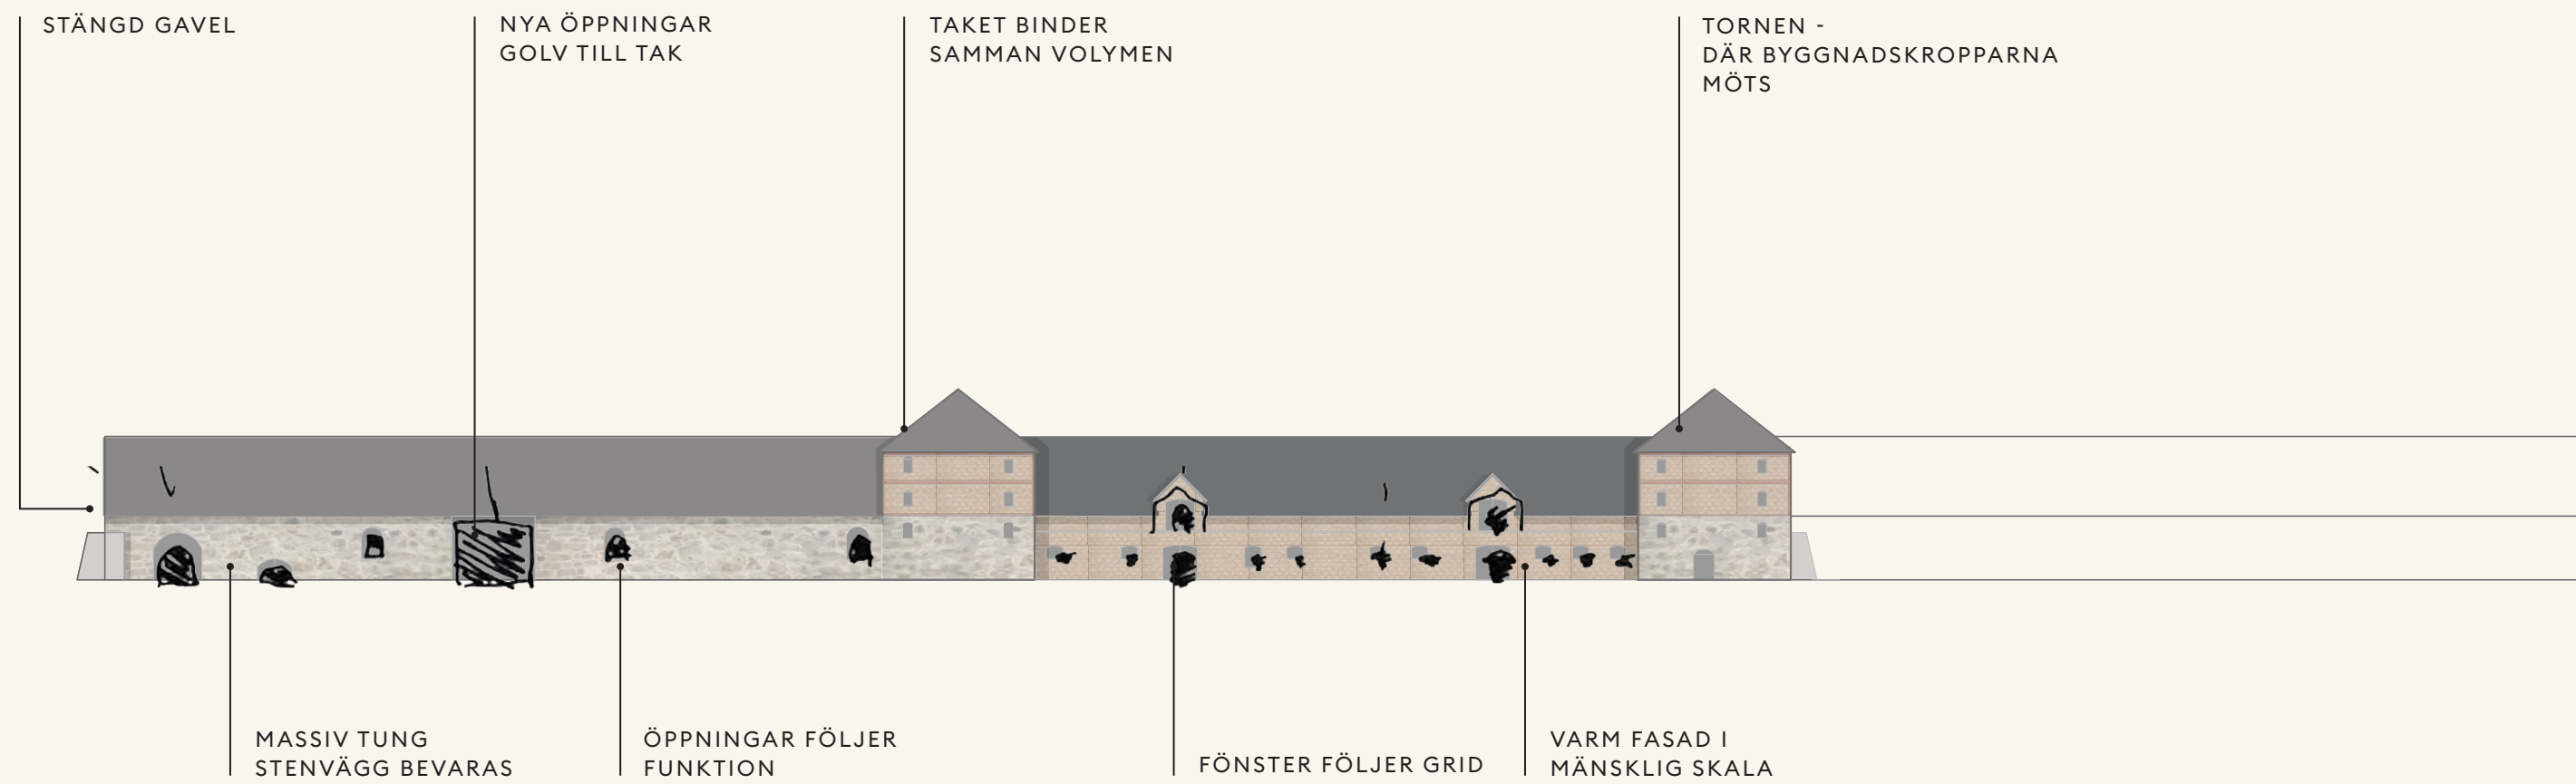 STÄNGD GAVEL
NYA ÖPPNINGAR
GOLV TILL TAK
TAKET BINDER
SAMMAN VOLYMEN
TORNEN -
DÄR BYGGNADSKROPPARNA
MÖTS
MASSIV TUNG
STENVÄGG BEVARAS
ÖPPNINGAR FÖLJER
FUNKTION
FÖNSTER FÖLJER GRID
VARM FASAD I
MÄNSKLIG SKALA